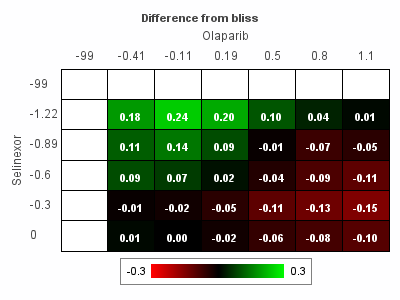 Difference from bliss
Olaparib
-99 -0.41 -0.11 0.19 0.5 0.8 1.1
Selinexor
-99
-1.22 0.18 0.24 0.20 0.10 0.04 0.01
-0.89 0.11 0.14 0.09 -0.01 -0.07 -0.05
-0.6 0.09 0.07 0.02 -0.04 -0.09 -0.11
-0.3 -0.01 -0.02 -0.05 -0.11 -0.13 -0.15
0 0.01 0.00 -0.02 -0.06 -0.08 -0.10
-0.3 0.3